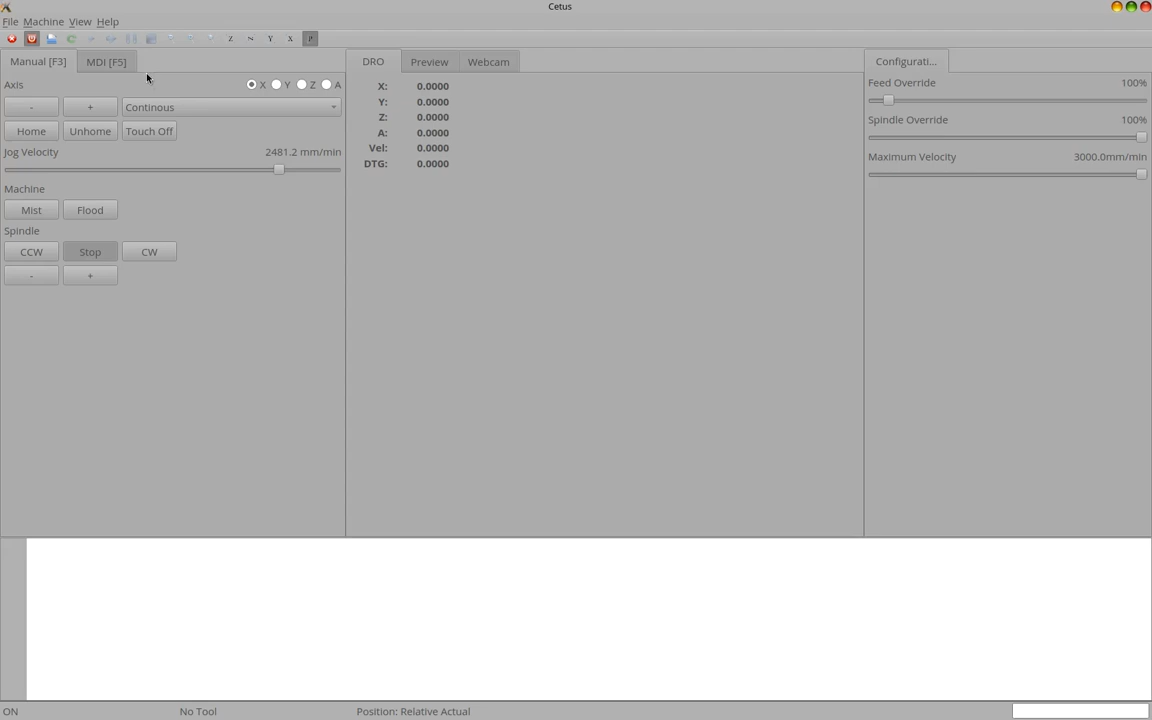 Cetus
File Machine View Help
Z Y X P
Manual [F3] MDI [F5]
DRO Preview Webcam
Configurati...
Axis X Y Z A
- + Continous
Home Unhome Touch Off
Jog Velocity 2481.2 mm/min
Machine
Mist Flood
Spindle
CCW Stop CW
- +
X: 0.0000
Y: 0.0000
Z: 0.0000
A: 0.0000
Vel: 0.0000
DTG: 0.0000
Feed Override 100%
Spindle Override 100%
Maximum Velocity 3000.0mm/min
ON No Tool Position: Relative Actual